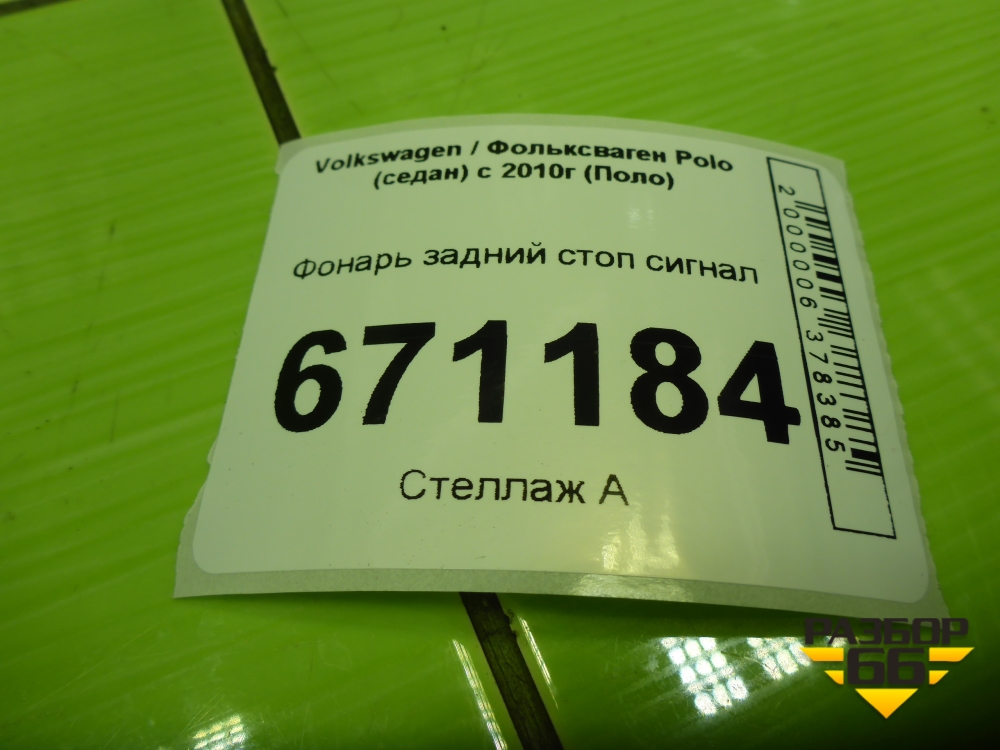 Volkswagen / Фольксваген Polo
(седан) с 2010г (Поло)
Фонарь задний стоп сигнал
671184
Стеллаж А
2000006378385
РАЗБОР
66